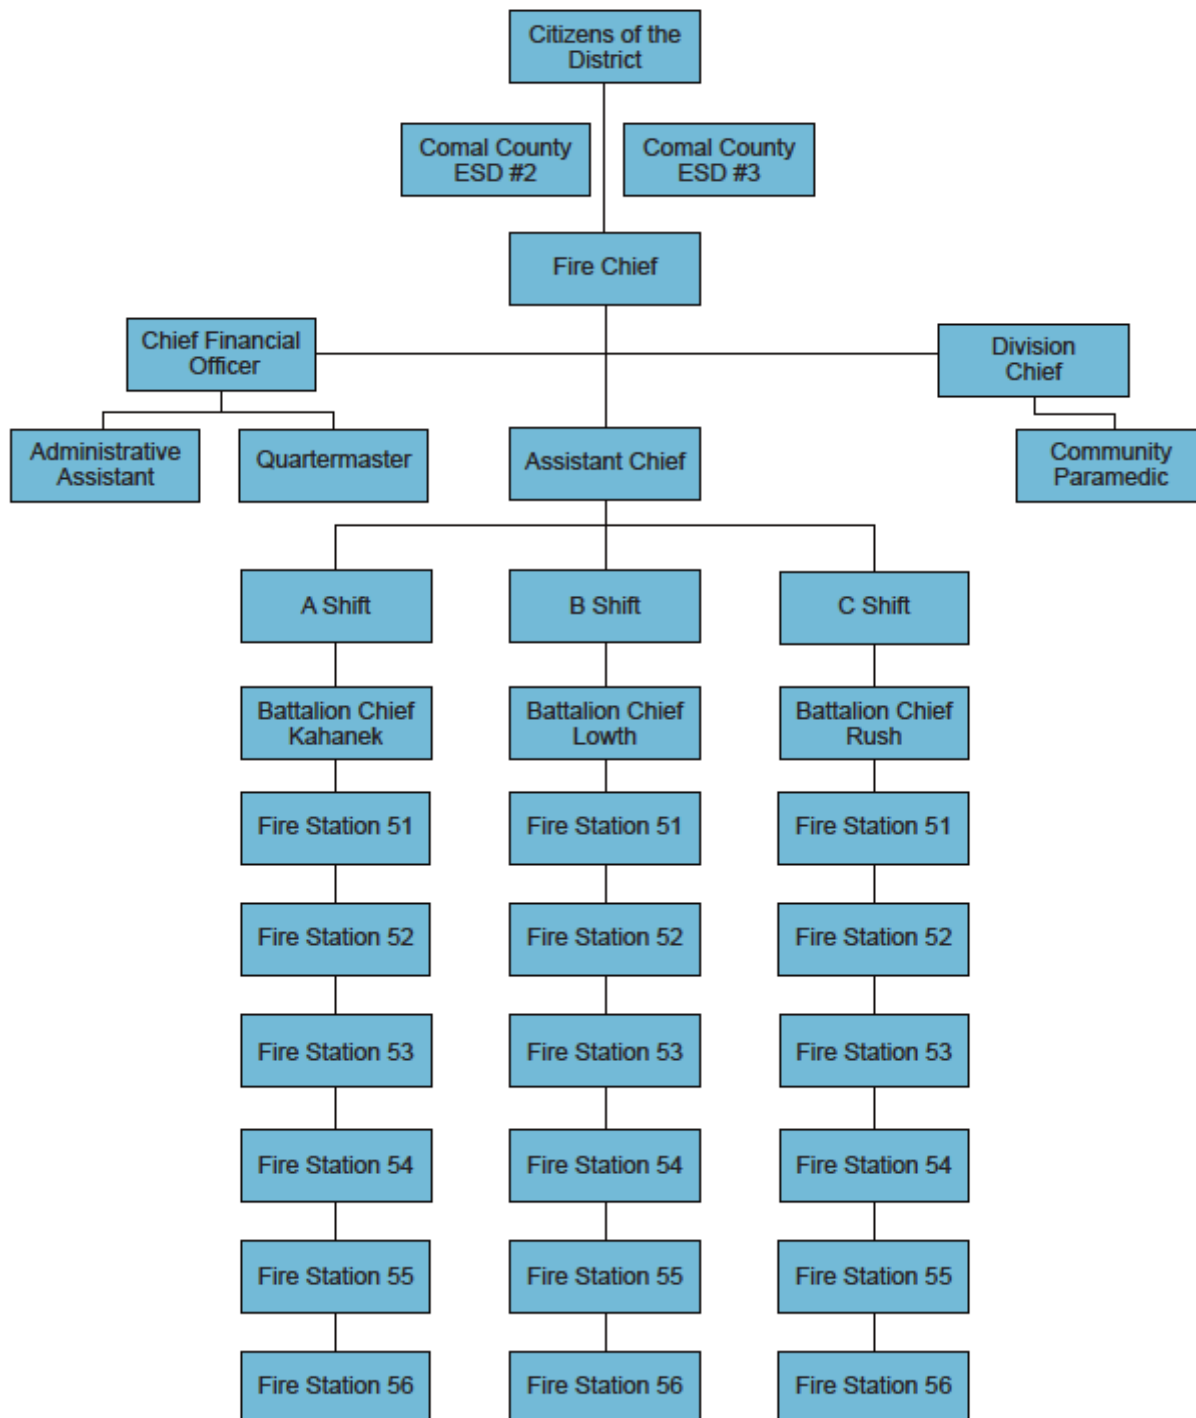 Citizens of the
District
Comal County
ESD #2
Comal County
ESD #3
Fire Chief
Chief Financial
Officer
Division
Chief
Administrative
Assistant
Quartermaster
Assistant Chief
Community
Paramedic
A Shift
B Shift
C Shift
Battalion Chief
Kahanek
Battalion Chief
Lowth
Battalion Chief
Rush
Fire Station 51
Fire Station 51
Fire Station 51
Fire Station 52
Fire Station 52
Fire Station 52
Fire Station 53
Fire Station 53
Fire Station 53
Fire Station 54
Fire Station 54
Fire Station 54
Fire Station 55
Fire Station 55
Fire Station 55
Fire Station 56
Fire Station 56
Fire Station 56